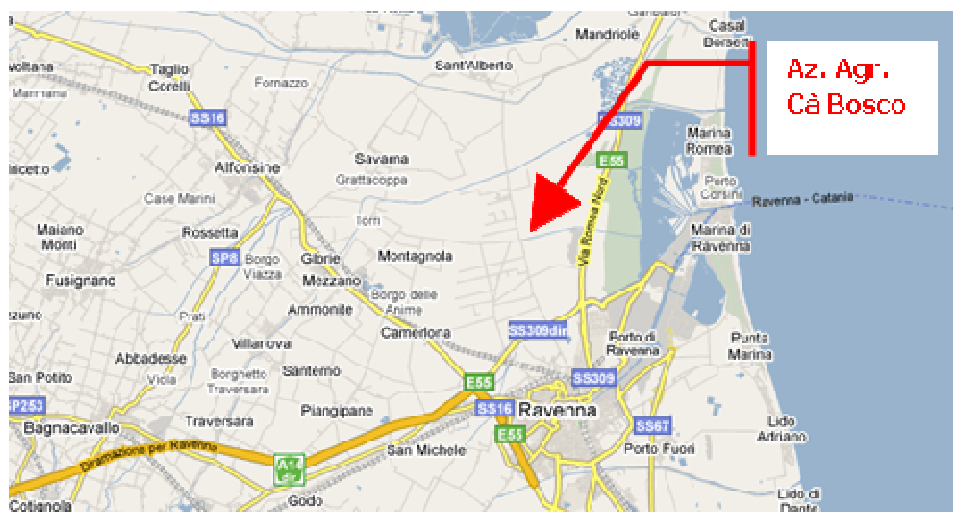 Mandriole
Casal
Borsetti
Az. Agr.
Cà Bosco
Sant'Alberto
Taglio
Corelli
Fornazzo
SS16
SS309
Marina
Romea
E55
Savarna
Grattacoppa
Alfonsine
Case Marini
Porto
Corsini
Ravenna - Catania
Torri
Via Romea Nord
Marina di
Ravenna
Maiano
Monti
Rossetta
SP8
Borgo
Viazza
Gibrie
Montagnola
Fusignano
Mezzano
Borgo delle
Anime
Ammonite
Prati
Camerlona
SS309dir
Villanova
Porto di
Ravenna
Punta
Marina
Abbadesse
Viola
Borghetto
Traversara
Santerno
E55
SS309
San Potito
SP253
Piangipane
SS16
Ravenna
Bagnacavallo
Traversara
E55
SS67
Lido
Adriano
San Michele
Porto Fuori
Diramazione per Ravenna
A14
dir
Godo
Cotignola
Lido di
Dante